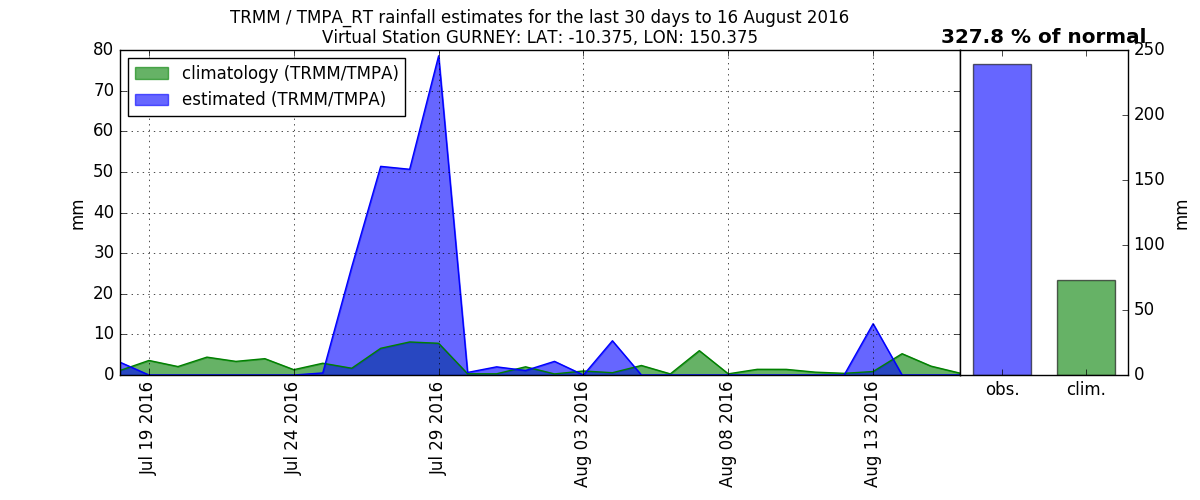 TRMM / TMPA_RT rainfall estimates for the last 30 days to 16 August 2016
Virtual Station GURNEY: LAT: -10.375, LON: 150.375
327.8 % of normal
climatology (TRMM/TMPA)
estimated (TRMM/TMPA)
mm
80
70
60
50
40
30
20
10
0
Jul 19 2016
Jul 24 2016
Jul 29 2016
Aug 03 2016
Aug 08 2016
Aug 13 2016
250
200
150
100
50
0
mm
obs.
clim.